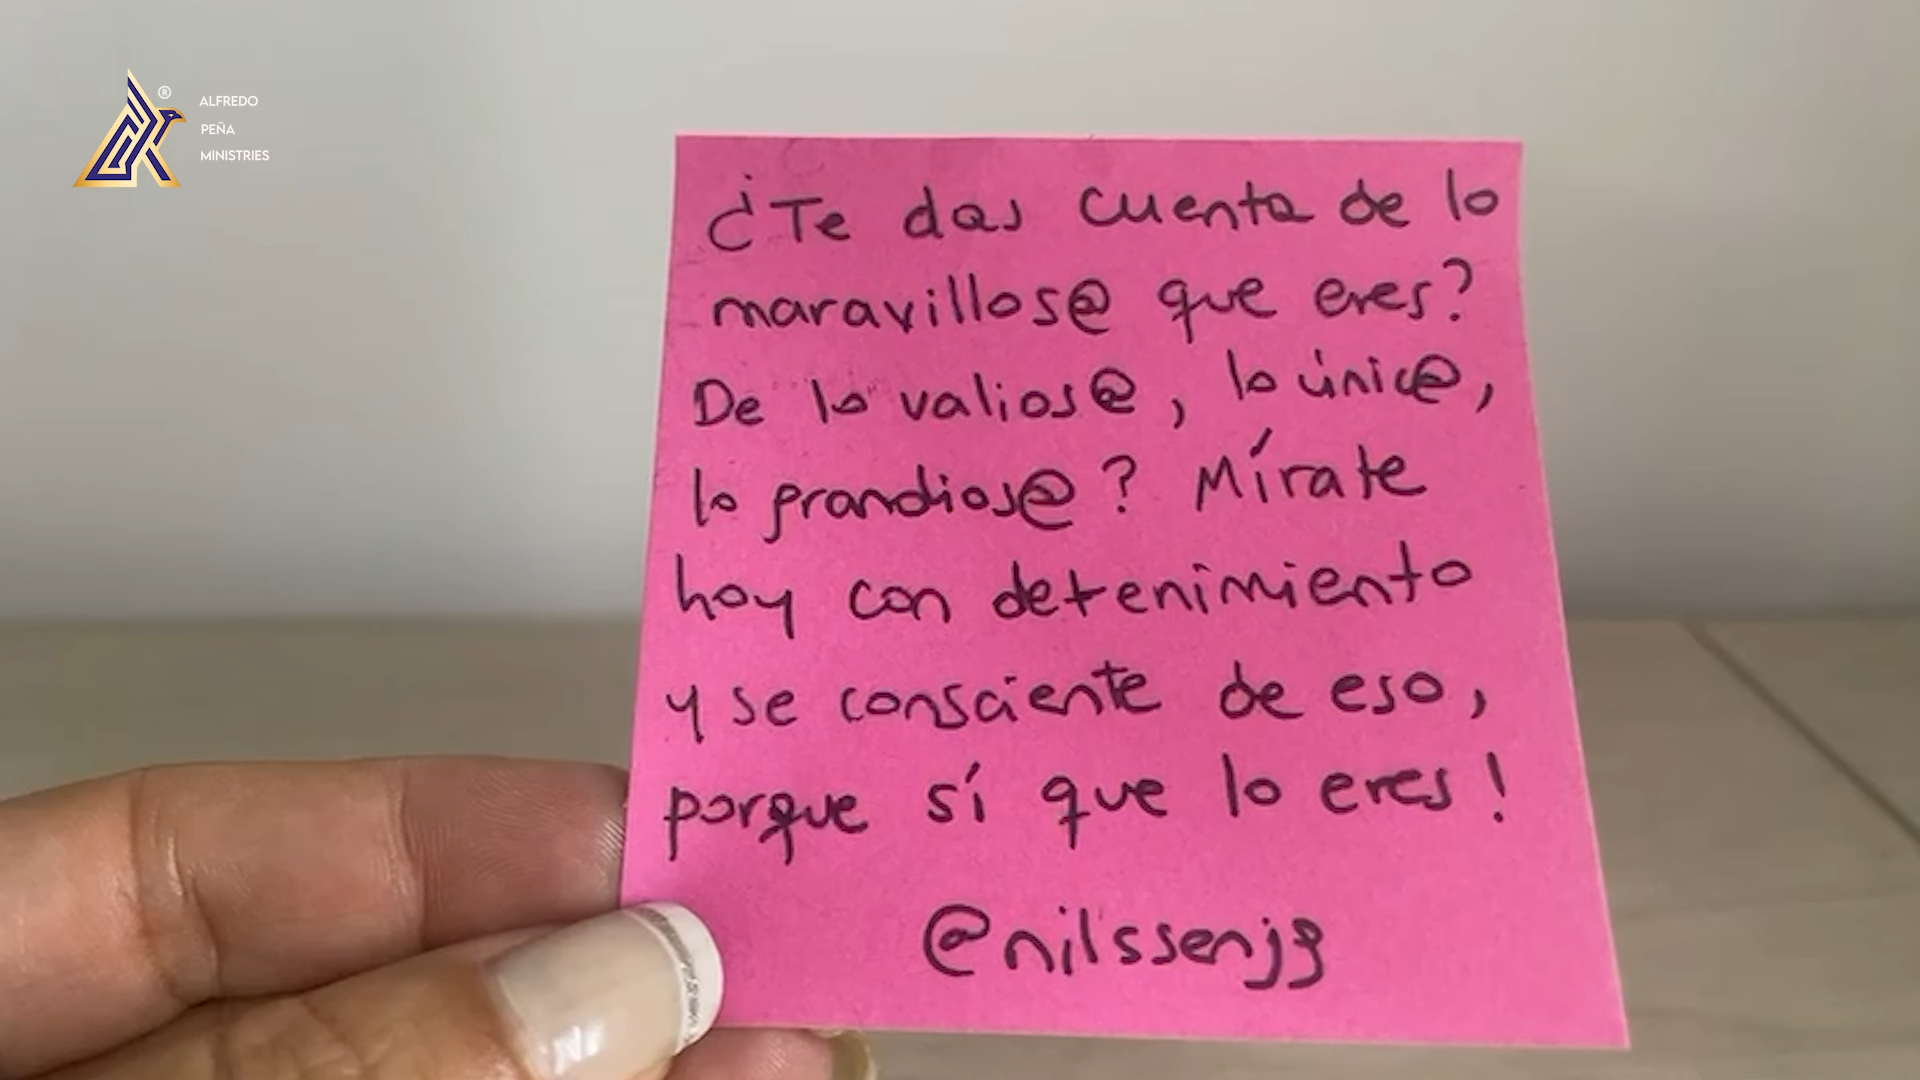 ALFREDO
PEÑA
MINISTRIES
®
¿Te das cuenta de lo
maravillos@ que eres?
De lo valios@, lo únic@,
lo grandios@? Mírate
hoy con detenimiento
y se consciente de eso,
porque sí que lo eres!
@nilssenjg